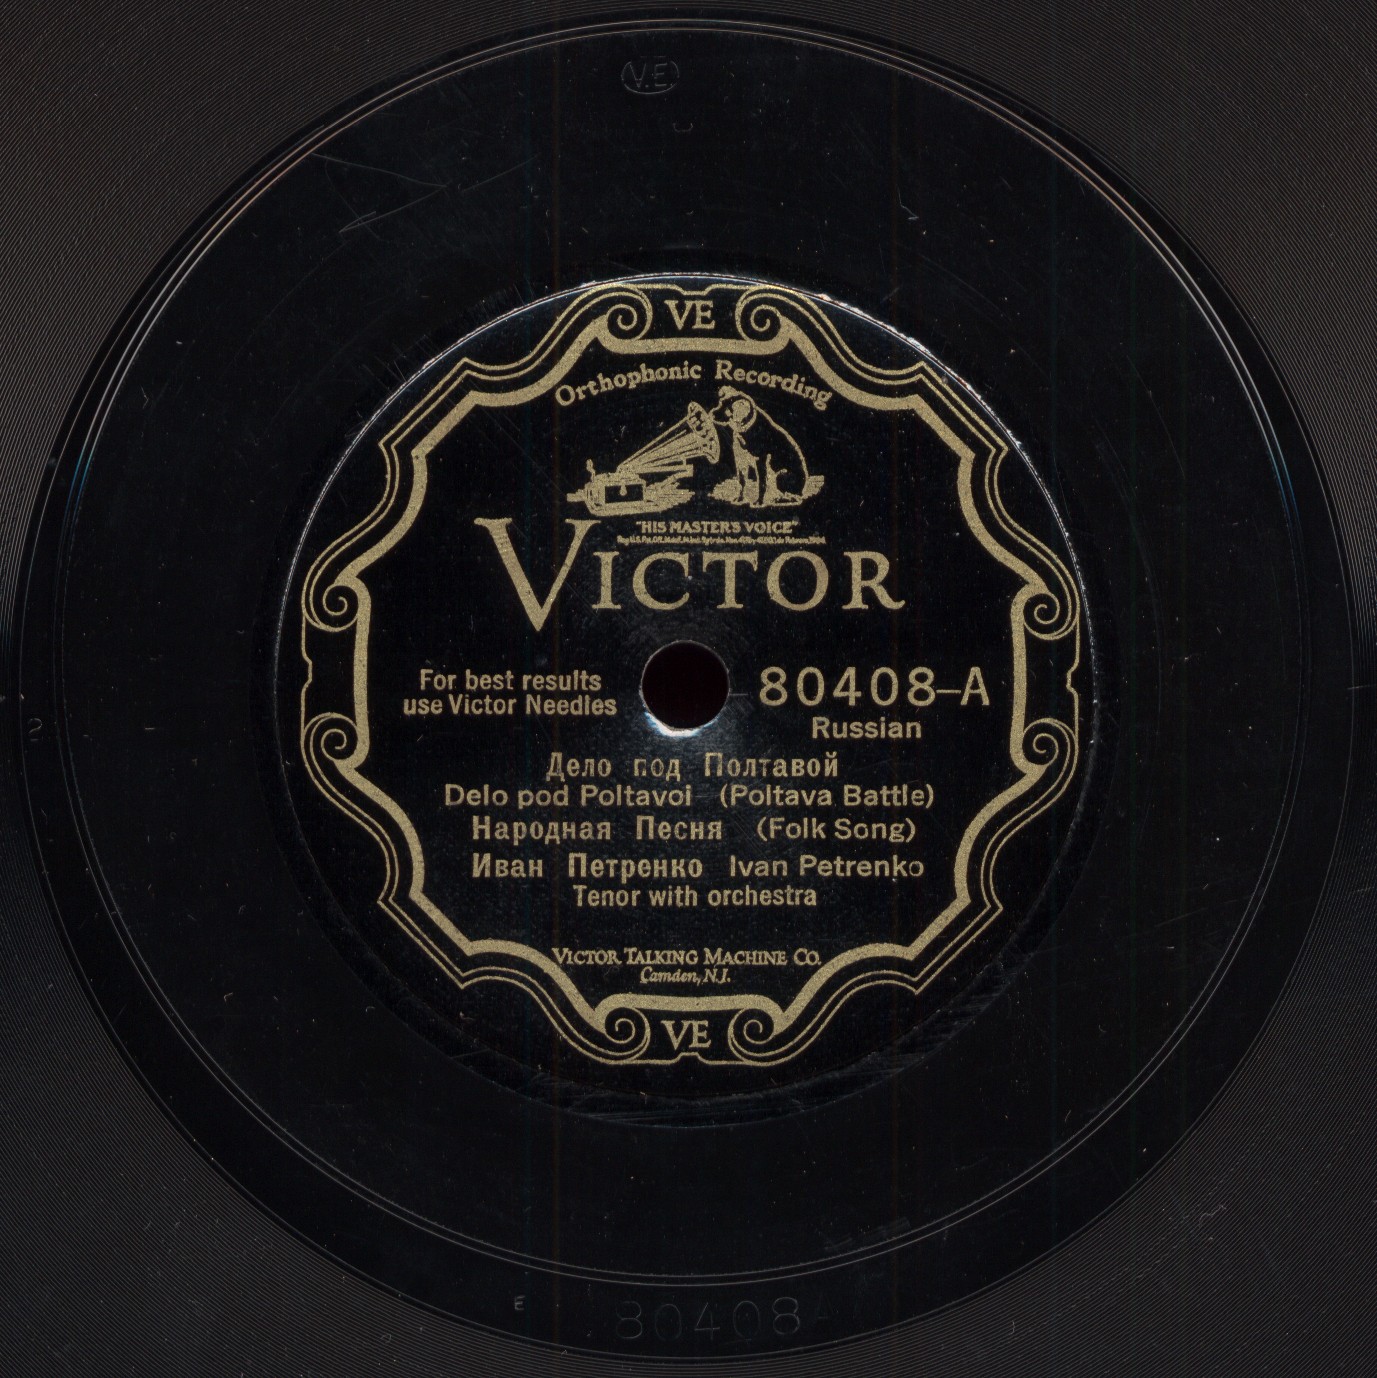 V.E
VE
Orthophonic Recording
"HIS MASTER'S VOICE"
VICTOR
For best results
use Victor Needles
80408-A
Russian
Дело под Полтавой
Delo pod Poltavoi (Poltava Battle)
Народная Песня (Folk Song)
Иван Петренко Ivan Petrenko
Tenor with orchestra
VICTOR TALKING MACHINE CO.
Camden, N.J.
VE
E
80408